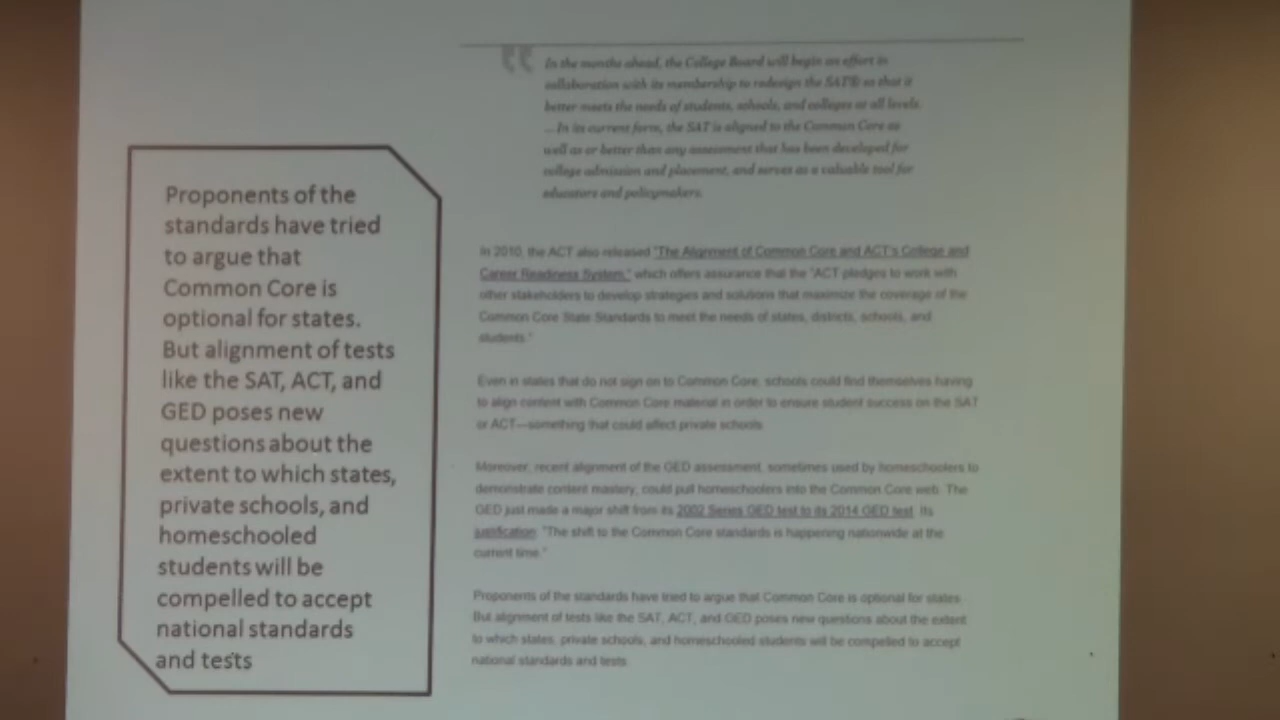 Proponents of the
standards have tried
to argue that
Common Core is
optional for states.
But alignment of tests
like the SAT, ACT, and
GED poses new
questions about the
extent to which states,
private schools, and
homeschooled
students will be
compelled to accept
national standards
and tests
“
In the months ahead, the College Board will begin an effort in
collaboration with its membership to redesign the SAT® so that it
better meets the needs of students, schools, and colleges at all levels.
...In its current form, the SAT is aligned to the Common Core as
well as or better than any assessment that has been developed for
college admission and placement, and serves as a valuable tool for
educators and policymakers.
In 2010, the ACT also released "The Alignment of Common Core and ACT's College and
Career Readiness System," which offers assurance that the "ACT pledges to work with
other stakeholders to develop strategies and solutions that maximize the coverage of the
Common Core State Standards to meet the needs of states, districts, schools, and
students."
Even in states that do not sign on to Common Core, schools could find themselves having
to align content with Common Core material in order to ensure student success on the SAT
or ACT—something that could affect private schools.
Moreover, recent alignment of the GED assessment, sometimes used by homeschoolers to
demonstrate content mastery, could pull homeschoolers into the Common Core web. The
GED just made a major shift from its 2002 Series GED test to its 2014 GED test. Its
justification: "The shift to the Common Core standards is happening nationwide at the
current time."
Proponents of the standards have tried to argue that Common Core is optional for states.
But alignment of tests like the SAT, ACT, and GED poses new questions about the extent
to which states, private schools, and homeschooled students will be compelled to accept
national standards and tests.